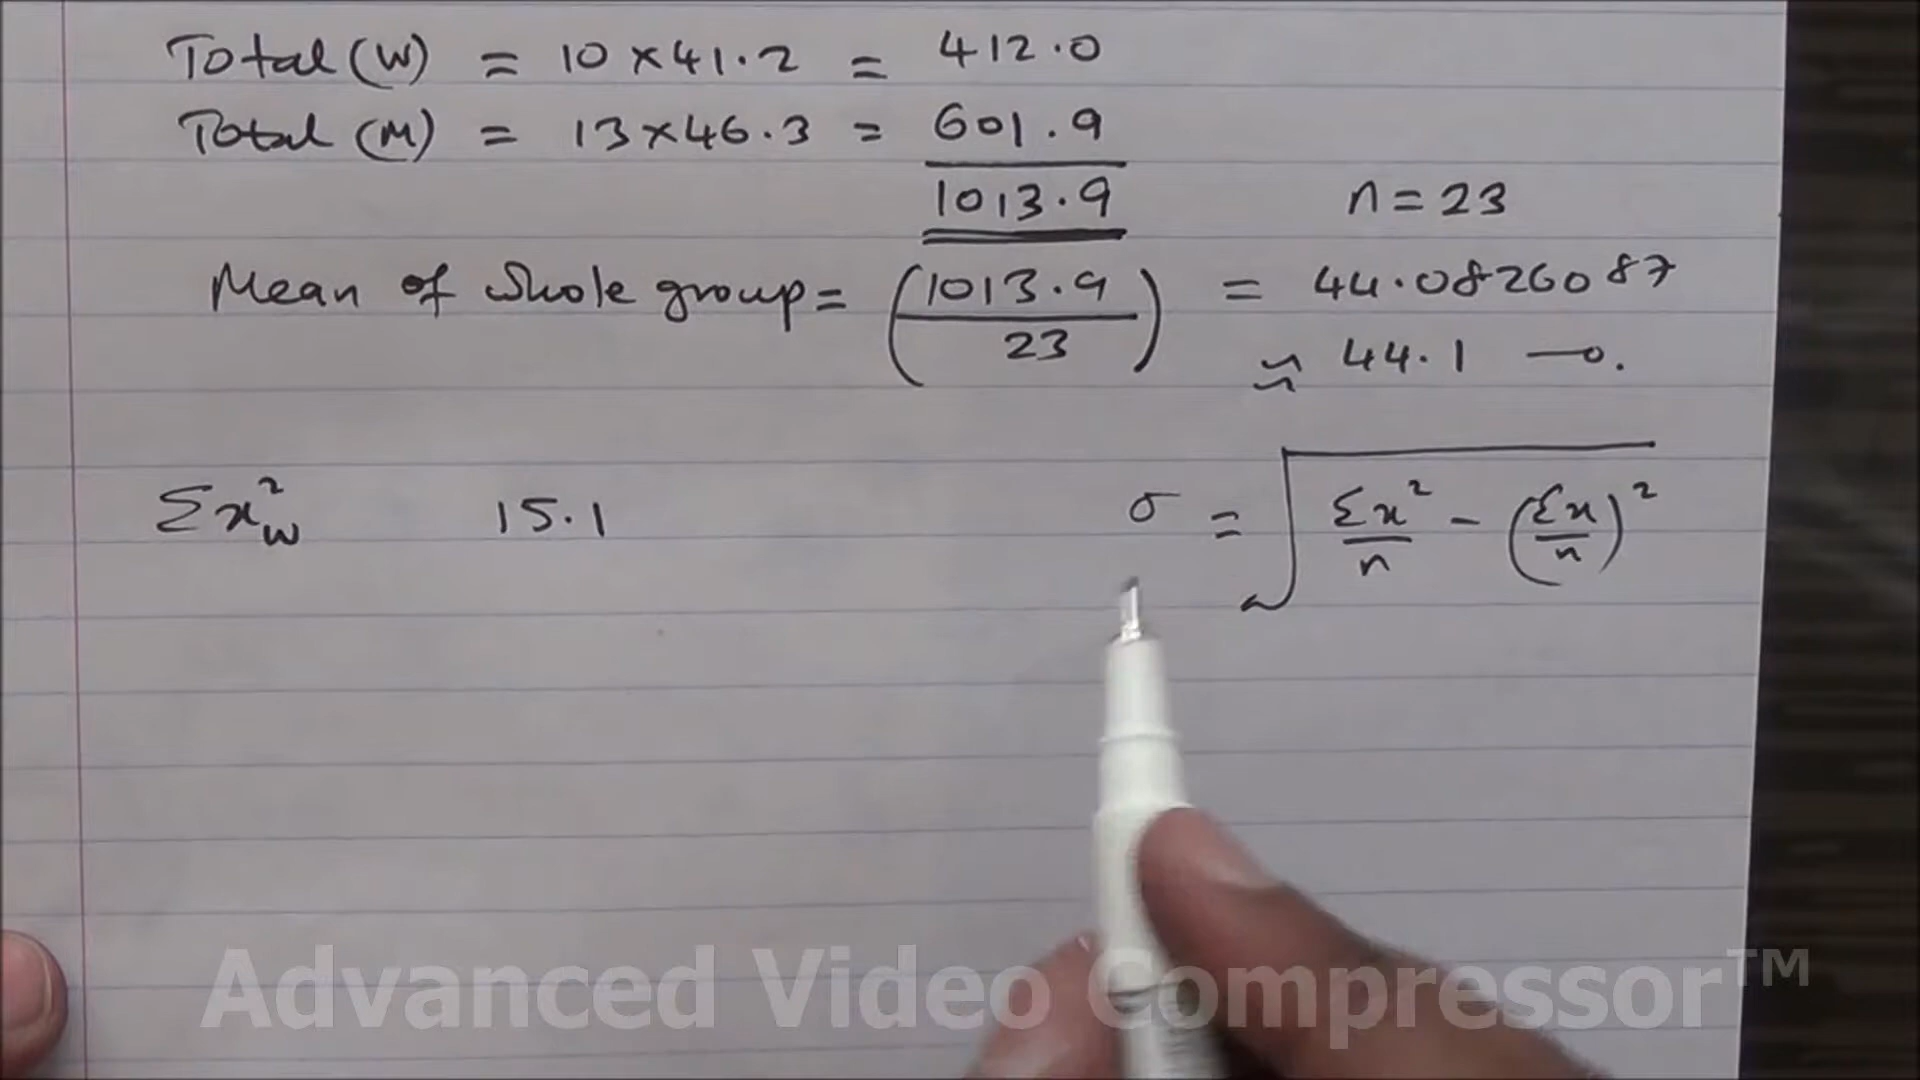 Total (W) = 10 × 41.2 = 412.0
Total (M) = 13 × 46.3 = 601.9
1013.9 n = 23
Mean of whole group = (1013.9 / 23) = 44.0826087
≈ 44.1
Σx²w 15.1 σ = √(Σx²/n − (Σx/n)²)
Advanced Video Compressor™